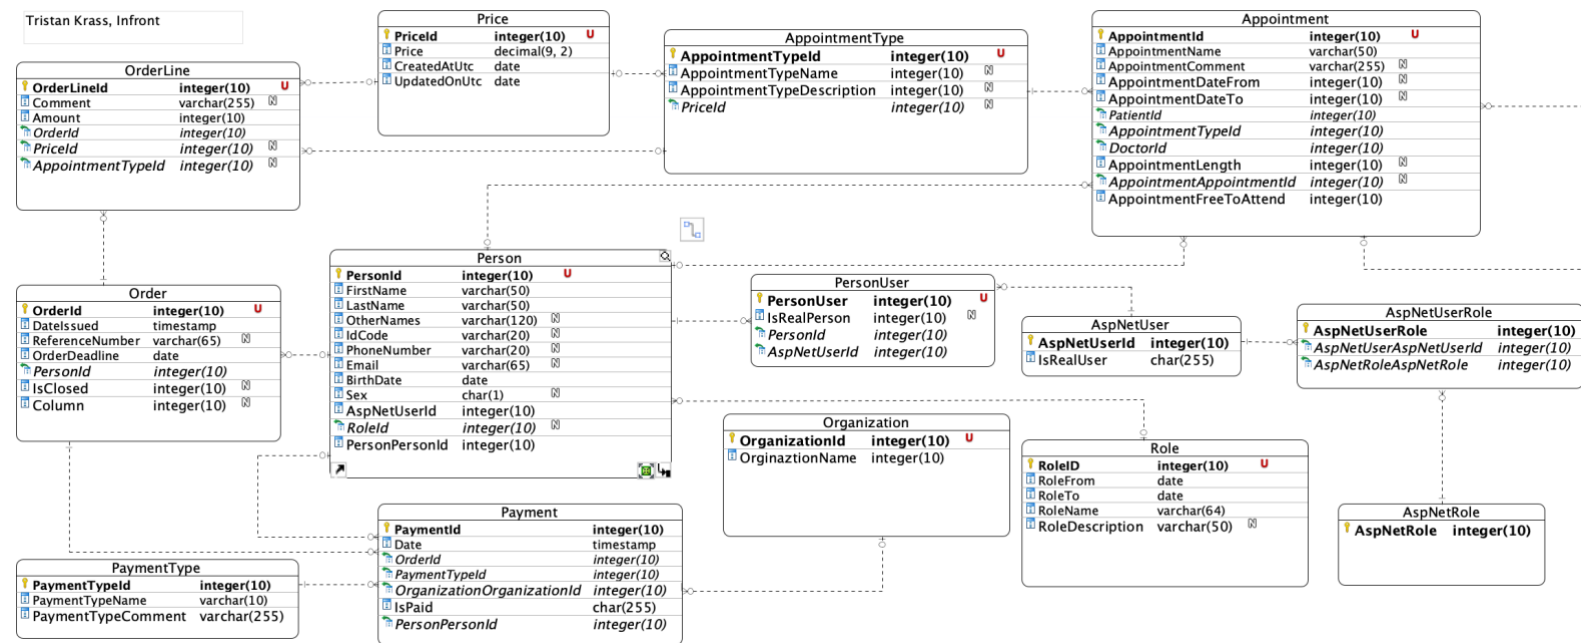 Tristan Krass, Infront
Price
PriceId integer(10) U
Price decimal(9, 2)
CreatedAtUtc date
UpdatedOnUtc date
AppointmentType
AppointmentTypeId integer(10) U
AppointmentTypeName integer(10) N
AppointmentTypeDescription integer(10) N
PriceId integer(10) N
Appointment
AppointmentId integer(10) U
AppointmentName varchar(50)
AppointmentComment varchar(255) N
AppointmentDateFrom integer(10) N
AppointmentDateTo integer(10) N
PatientId integer(10)
AppointmentTypeId integer(10)
DoctorId integer(10)
AppointmentLength integer(10) N
AppointmentAppointmentId integer(10) N
AppointmentFreeToAttend integer(10)
OrderLine
OrderLineId integer(10) U
Comment varchar(255) N
Amount integer(10)
OrderId integer(10)
PriceId integer(10) N
AppointmentTypeId integer(10) N
Order
OrderId integer(10) U
DateIssued timestamp
ReferenceNumber varchar(65) N
OrderDeadline date
PersonId integer(10)
IsClosed integer(10) N
Column integer(10) N
Person
PersonId integer(10) U
FirstName varchar(50)
LastName varchar(50)
OtherNames varchar(120) N
IdCode varchar(20) N
PhoneNumber varchar(20) N
Email varchar(65) N
BirthDate date
Sex char(1) N
AspNetUserId integer(10)
RoleId integer(10) N
PersonPersonId integer(10)
PersonUser
PersonUser integer(10) U
IsRealPerson integer(10) N
PersonId integer(10)
AspNetUserId integer(10)
AspNetUser
AspNetUserId integer(10)
IsRealUser char(255)
AspNetUserRole
AspNetUserRole integer(10)
AspNetUserAspNetUserId integer(10)
AspNetRoleAspNetRole integer(10)
Organization
OrganizationId integer(10) U
OrginaztionName integer(10)
Role
RoleID integer(10) U
RoleFrom date
RoleTo date
RoleName varchar(64)
RoleDescription varchar(50) N
AspNetRole
AspNetRole integer(10)
Payment
PaymentId integer(10)
Date timestamp
OrderId integer(10)
PaymentTypeId integer(10)
OrganizationOrganizationId integer(10)
IsPaid char(255)
PersonPersonId integer(10)
PaymentType
PaymentTypeId integer(10)
PaymentTypeName varchar(10)
PaymentTypeComment varchar(255)